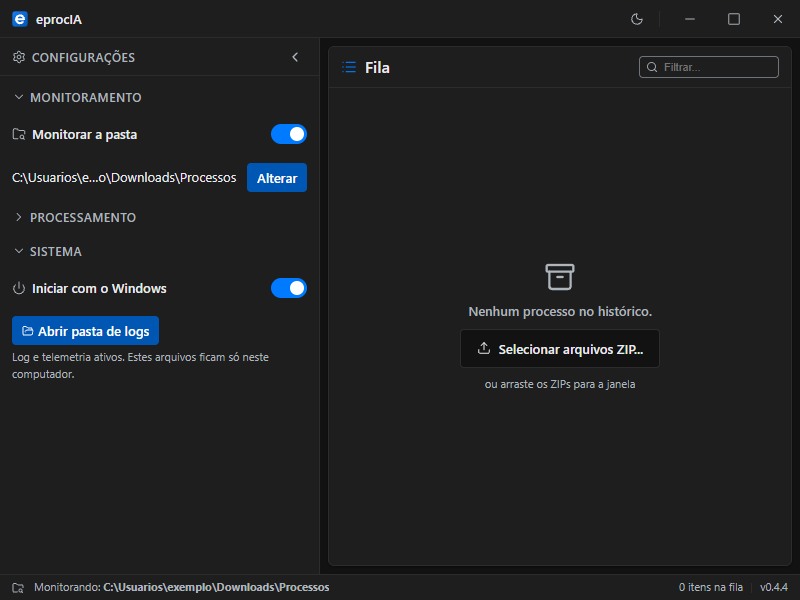 e eprocIA
CONFIGURAÇÕES
MONITORAMENTO
Monitorar a pasta
C:\Usuarios\e...o\Downloads\Processos
Alterar
PROCESSAMENTO
SISTEMA
Iniciar com o Windows
Abrir pasta de logs
Log e telemetria ativos. Estes arquivos ficam só neste
computador.
Fila
Filtrar...
Nenhum processo no histórico.
Selecionar arquivos ZIP...
ou arraste os ZIPs para a janela
Monitorando: C:\Usuarios\exemplo\Downloads\Processos
0 itens na fila
v0.4.4